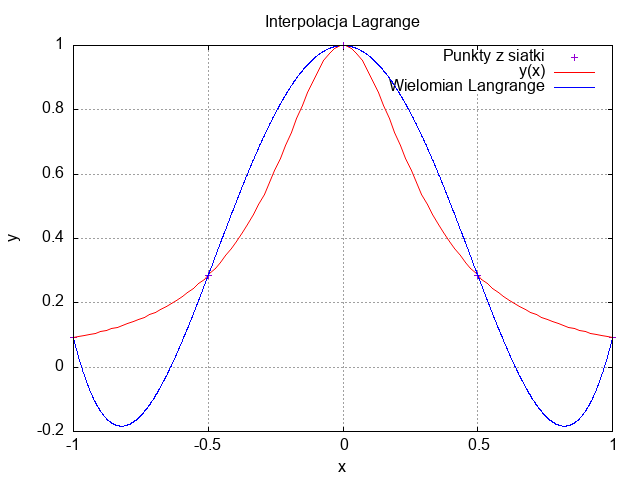 Interpolacja Lagrange
Punkty z siatki
y(x)
Wielomian Langrange
1
0.8
0.6
0.4
0.2
0
-0.2
y
-1
-0.5
0
0.5
1
x